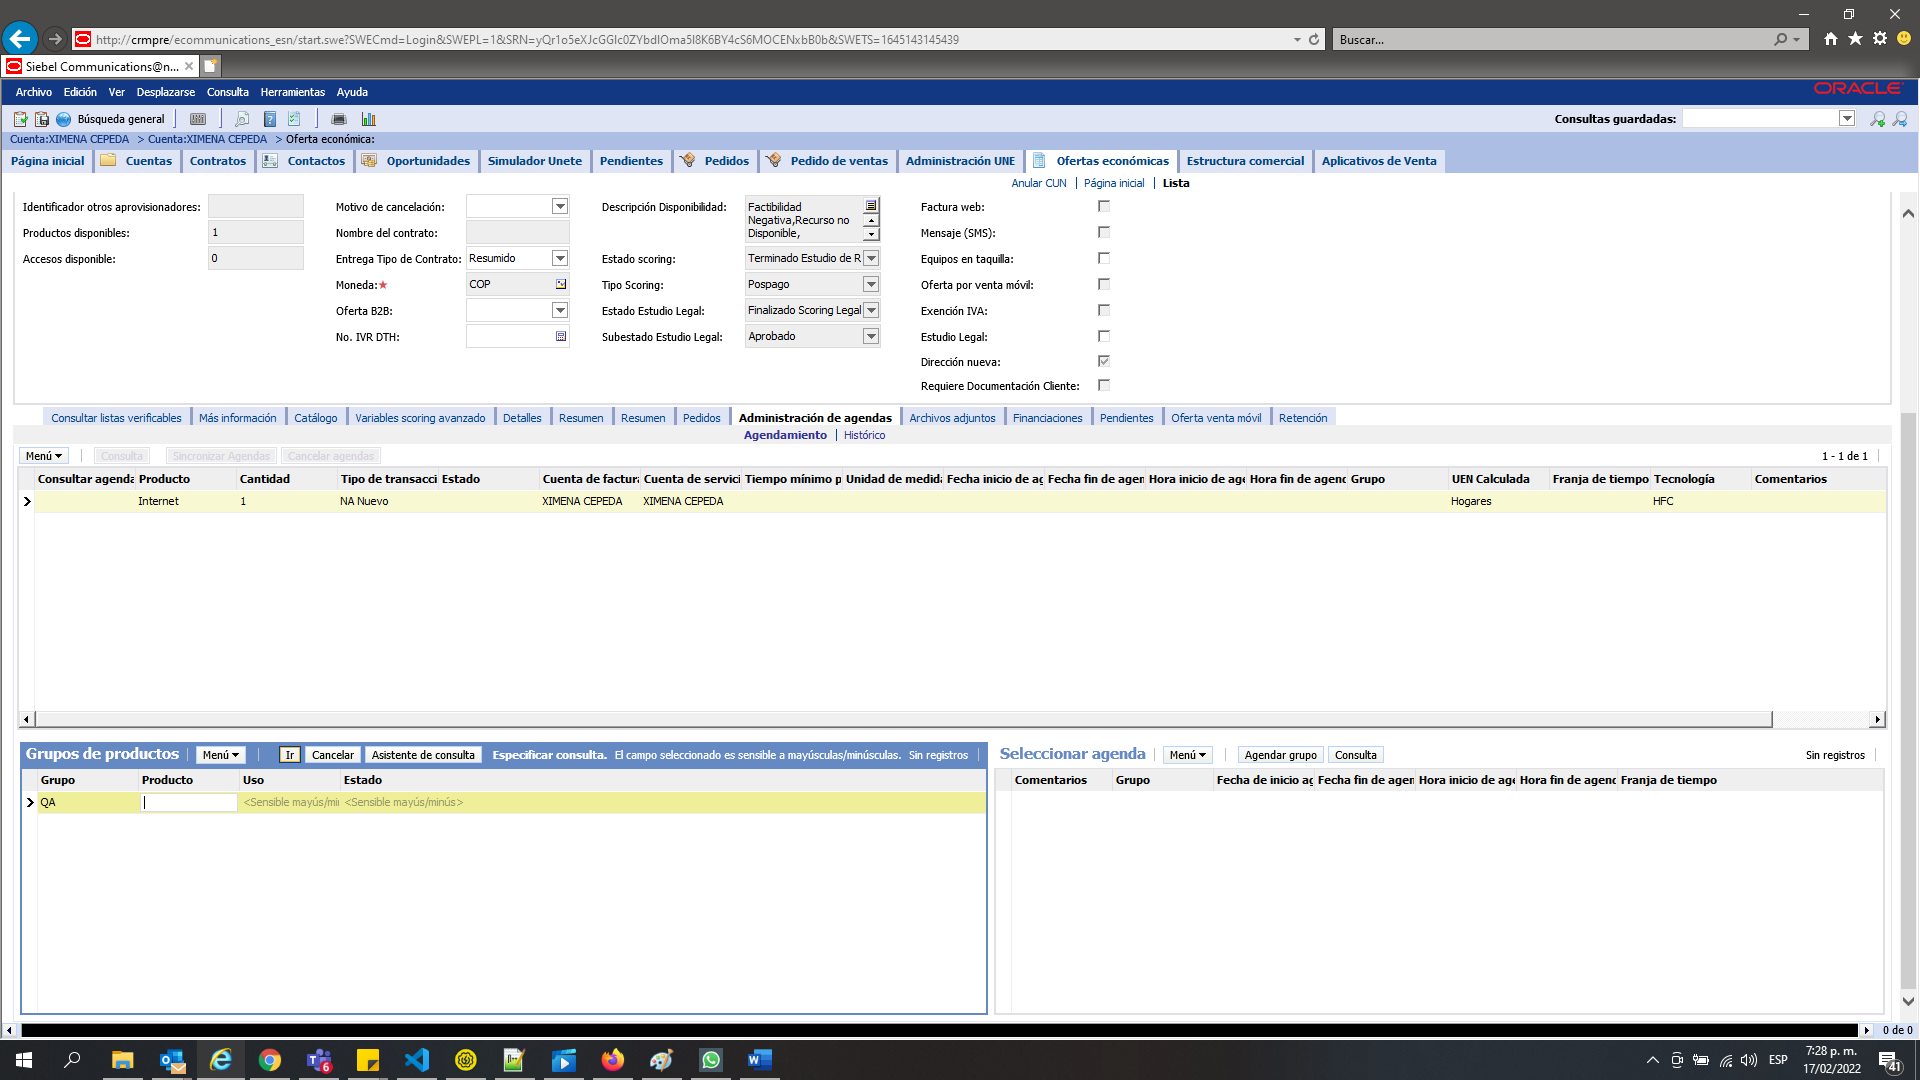 http://crmpre/ecommunications_esn/start.swe?SWECmd=Login&SWEPL=1&SRN=yQr1o5eXJcGGlc0ZYbdIOma5I8K6BY4cS6MOCENxbB0b&SWETS=1645143145439
Buscar...
Siebel Communications@n...
Archivo Edición Ver Desplazarse Consulta Herramientas Ayuda
ORACLE
Búsqueda general
Consultas guardadas:
Cuenta:XIMENA CEPEDA > Cuenta:XIMENA CEPEDA > Oferta económica:
Página inicial Cuentas Contratos Contactos Oportunidades Simulador Unete Pendientes Pedidos Pedido de ventas Administración UNE Ofertas económicas Estructura comercial Aplicativos de Venta
Anular CUN | Página inicial | Lista
Identificador otros aprovisionadores: Motivo de cancelación: Descripción Disponibilidad: Factibilidad Negativa,Recurso no Disponible, Factura web:
Productos disponibles: 1 Nombre del contrato: Mensaje (SMS):
Accesos disponible: 0 Entrega Tipo de Contrato: Resumido Estado scoring: Terminado Estudio de R Equipos en taquilla:
Moneda:★ COP Tipo Scoring: Pospago Oferta por venta móvil:
Oferta B2B: Estado Estudio Legal: Finalizado Scoring Legal Exención IVA:
No. IVR DTH: Subestado Estudio Legal: Aprobado Estudio Legal:
Dirección nueva:
Requiere Documentación Cliente:
Consultar listas verificables Más información Catálogo Variables scoring avanzado Detalles Resumen Resumen Pedidos Administración de agendas Archivos adjuntos Financiaciones Pendientes Oferta venta móvil Retención
Agendamiento | Histórico
Menú Consulta Sincronizar Agendas Cancelar agendas 1 - 1 de 1
Consultar agenda Producto Cantidad Tipo de transacci Estado Cuenta de factura Cuenta de servici Tiempo mínimo p Unidad de medida Fecha inicio de ag Fecha fin de agen Hora inicio de age Hora fin de agend Grupo UEN Calculada Franja de tiempo Tecnología Comentarios
Internet 1 NA Nuevo XIMENA CEPEDA XIMENA CEPEDA Hogares HFC
Grupos de productos Menú Ir Cancelar Asistente de consulta Especificar consulta. El campo seleccionado es sensible a mayúsculas/minúsculas. Sin registros
Grupo Producto Uso Estado
QA <Sensible mayús/mi <Sensible mayús/minús>
Seleccionar agenda Menú Agendar grupo Consulta Sin registros
Comentarios Grupo Fecha de inicio ag Fecha fin de agen Hora inicio de age Hora fin de agend Franja de tiempo
0 de 0
6
ESP
7:28 p. m.
17/02/2022
41